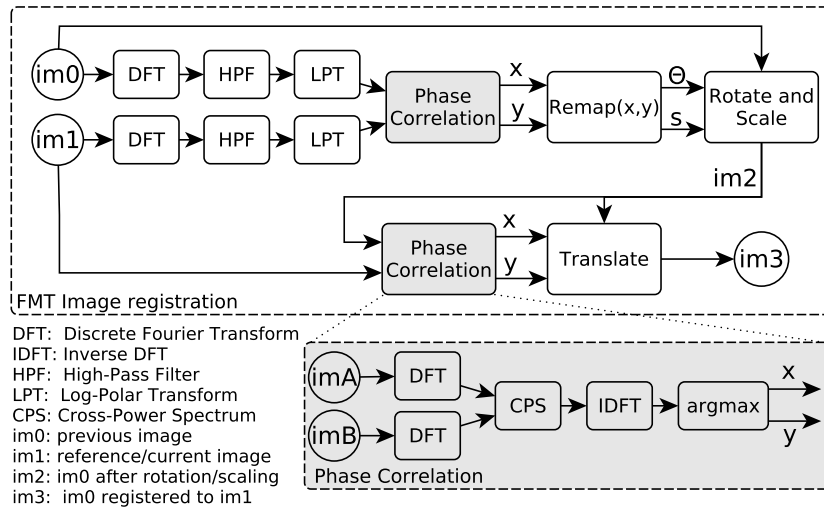 im0
DFT
HPF
LPT
Phase
Correlation
x
y
Remap(x,y)
Θ
s
Rotate and
Scale
im1
DFT
HPF
LPT
im2
Phase
Correlation
x
y
Translate
im3
FMT Image registration
DFT: Discrete Fourier Transform
IDFT: Inverse DFT
HPF: High-Pass Filter
LPT: Log-Polar Transform
CPS: Cross-Power Spectrum
im0: previous image
im1: reference/current image
im2: im0 after rotation/scaling
im3: im0 registered to im1
imA
DFT
imB
DFT
CPS
IDFT
argmax
x
y
Phase Correlation